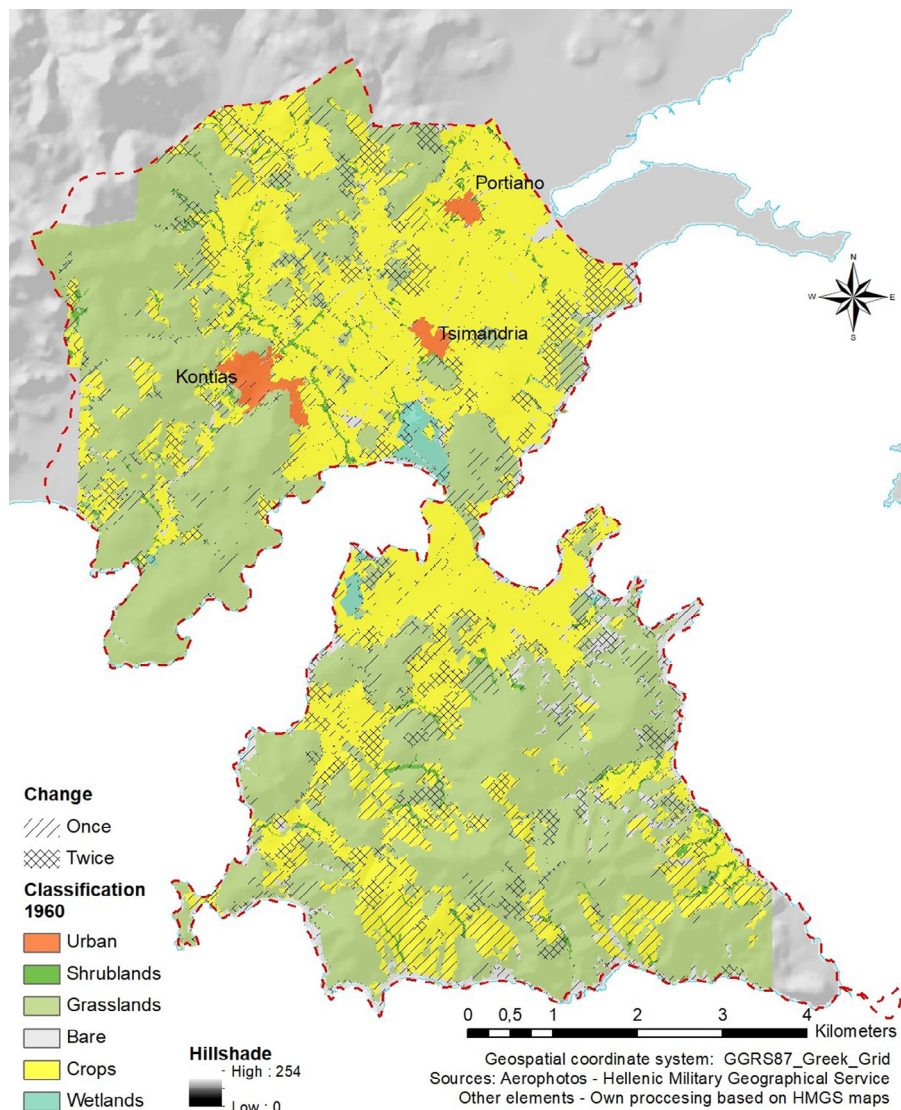 Portiano
N
W E
S
Tsimandria
Kontias
Change
Once
Twice
Classification
1960
Urban
Shrublands
Grasslands
Bare
Crops
Wetlands
Hillshade
High : 254
Low : 0
0 0,5 1 2 3 4
Kilometers
Geospatial coordinate system: GGRS87_Greek_Grid
Sources: Aerophotos - Hellenic Military Geographical Service
Other elements - Own proccesing based on HMGS maps